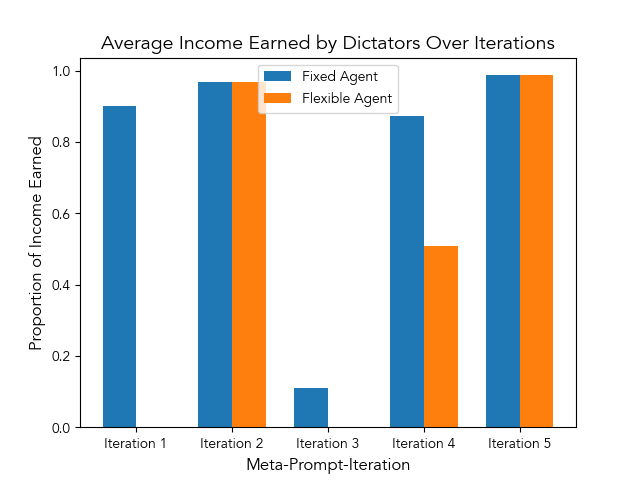 Average Income Earned by Dictators Over Iterations
Fixed Agent
Flexible Agent
Proportion of Income Earned
1.0
0.8
0.6
0.4
0.2
0.0
Iteration 1
Iteration 2
Iteration 3
Iteration 4
Iteration 5
Meta-Prompt-Iteration